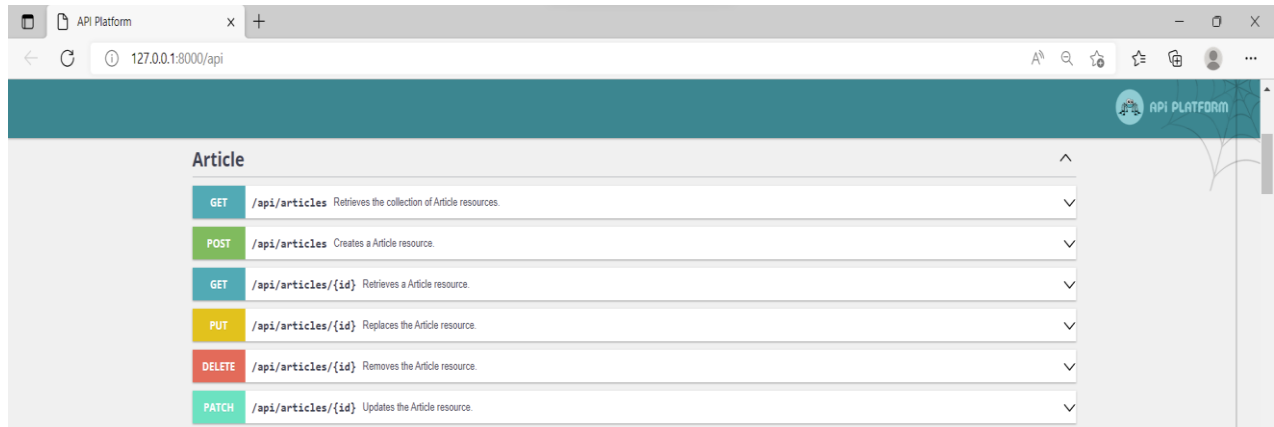 API Platform
127.0.0.1:8000/api
API PLATFORM
Article
GET /api/articles Retrieves the collection of Article resources.
POST /api/articles Creates a Article resource.
GET /api/articles/{id} Retrieves a Article resource.
PUT /api/articles/{id} Replaces the Article resource.
DELETE /api/articles/{id} Removes the Article resource.
PATCH /api/articles/{id} Updates the Article resource.